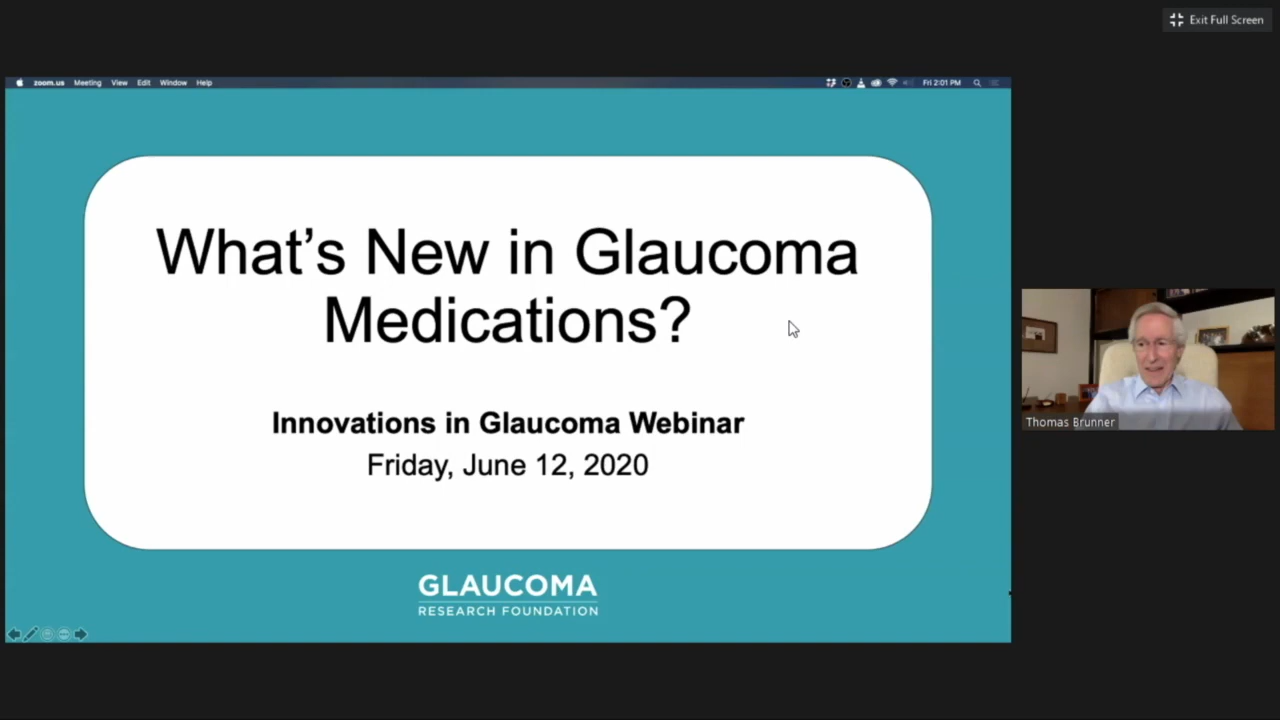 Exit Full Screen
zoom.us Meeting View Edit Window Help Fri 2:01 PM
What's New in Glaucoma
Medications?
Innovations in Glaucoma Webinar
Friday, June 12, 2020
Thomas Brunner
GLAUCOMA
RESEARCH FOUNDATION